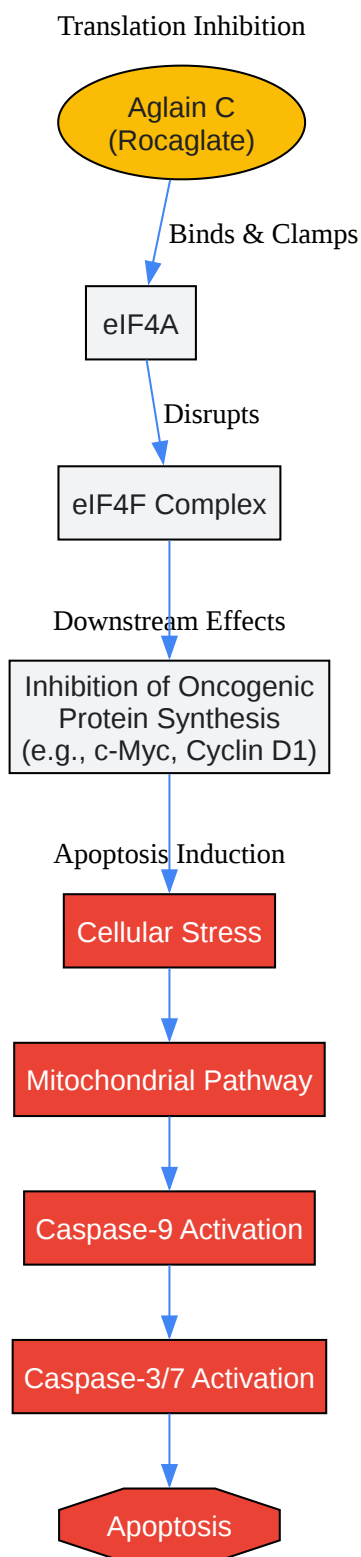 Translation Inhibition
Aglain C
(Rocaglate)
Binds & Clamps
eIF4A
Disrupts
eIF4F Complex
Downstream Effects
Inhibition of Oncogenic
Protein Synthesis
(e.g., c-Myc, Cyclin D1)
Apoptosis Induction
Cellular Stress
Mitochondrial Pathway
Caspase-9 Activation
Caspase-3/7 Activation
Apoptosis